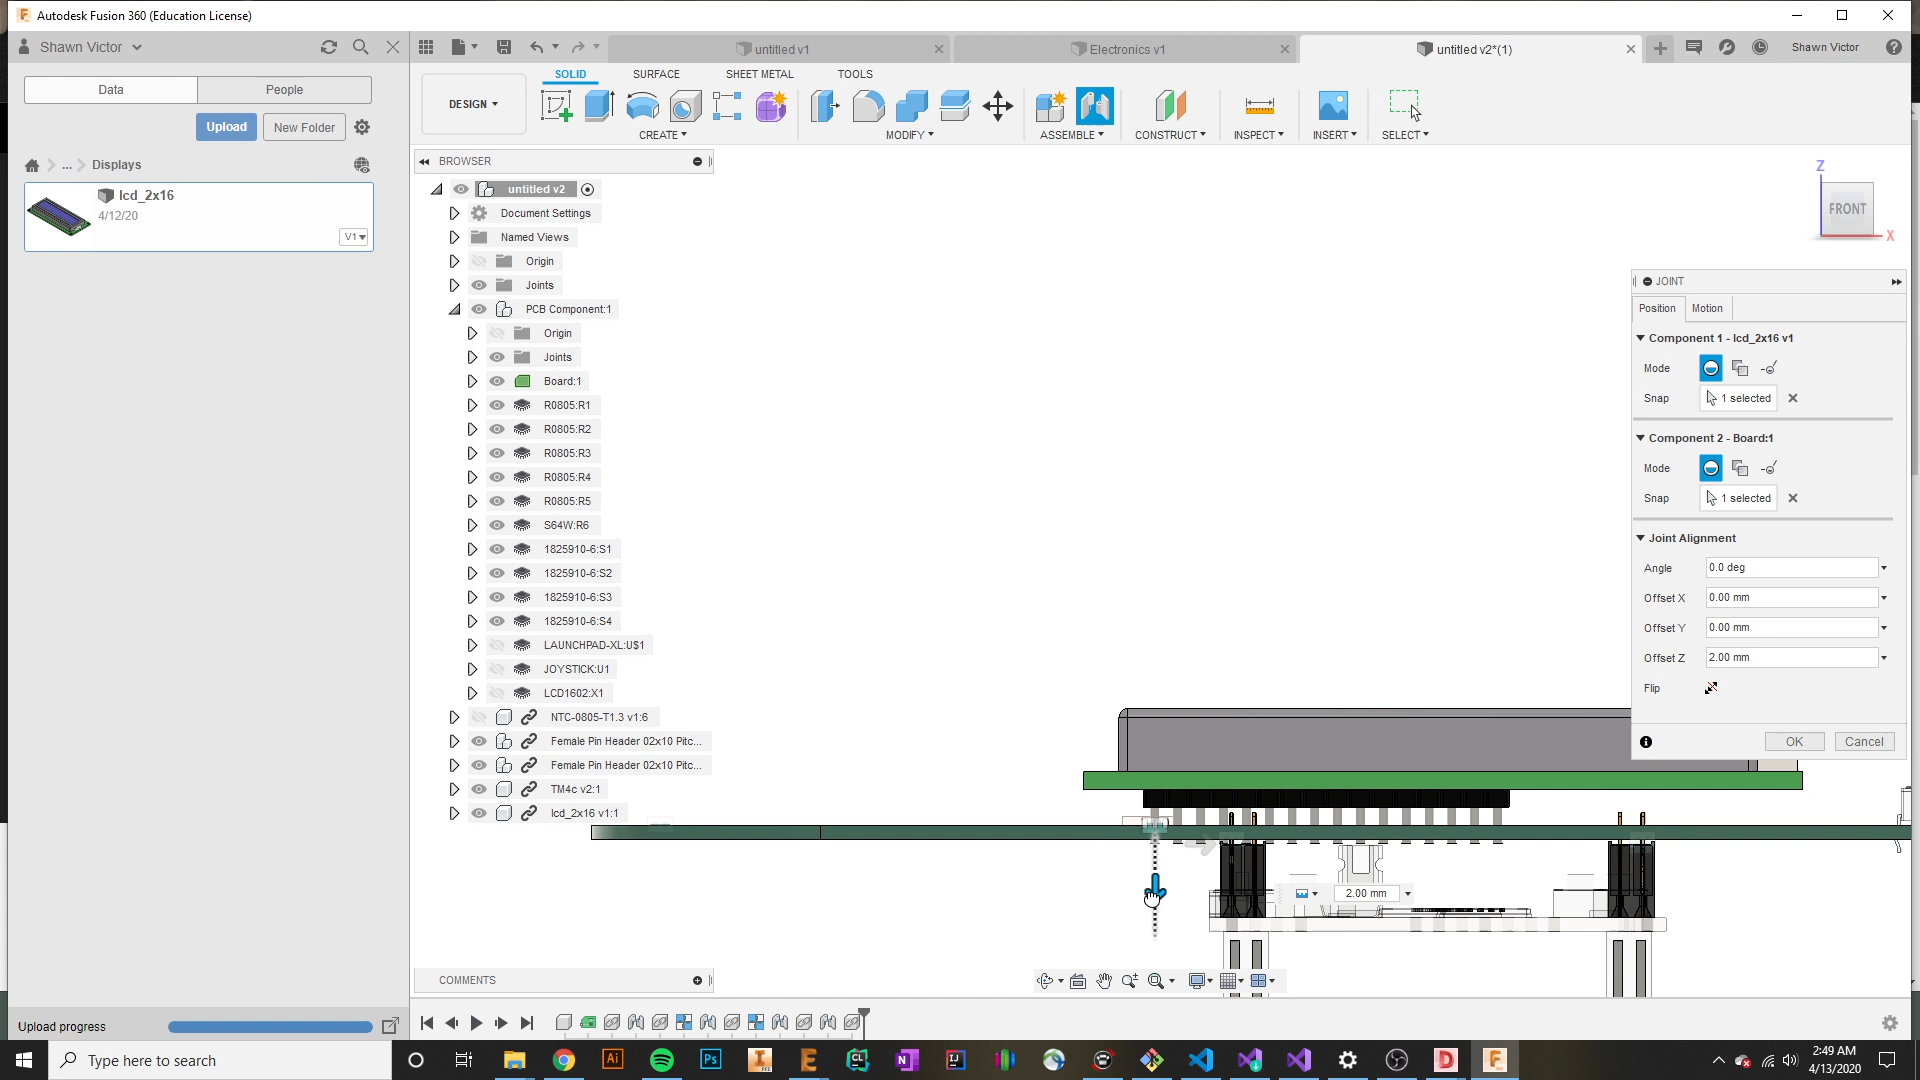 Autodesk Fusion 360 (Education License)
Shawn Victor
untitled v1
Electronics v1
untitled v2*(1)
Shawn Victor
Data
People
Upload
New Folder
...
Displays
lcd_2x16
4/12/20
V1
DESIGN
SOLID
SURFACE
SHEET METAL
TOOLS
CREATE
MODIFY
ASSEMBLE
CONSTRUCT
INSPECT
INSERT
SELECT
BROWSER
untitled v2
Document Settings
Named Views
Origin
Joints
PCB Component:1
Origin
Joints
Board:1
R0805:R1
R0805:R2
R0805:R3
R0805:R4
R0805:R5
S64W:R6
1825910-6:S1
1825910-6:S2
1825910-6:S3
1825910-6:S4
LAUNCHPAD-XL:U$1
JOYSTICK:U1
LCD1602:X1
NTC-0805-T1.3 v1:6
Female Pin Header 02x10 Pitc...
Female Pin Header 02x10 Pitc...
TM4c v2:1
lcd_2x16 v1:1
Z
FRONT
X
JOINT
Position
Motion
Component 1 - lcd_2x16 v1
Mode
Snap
1 selected
Component 2 - Board:1
Mode
Snap
1 selected
Joint Alignment
Angle
0.0 deg
Offset X
0.00 mm
Offset Y
0.00 mm
Offset Z
2.00 mm
Flip
OK
Cancel
2.00 mm
COMMENTS
Upload progress
Type here to search
2:49 AM
4/13/2020